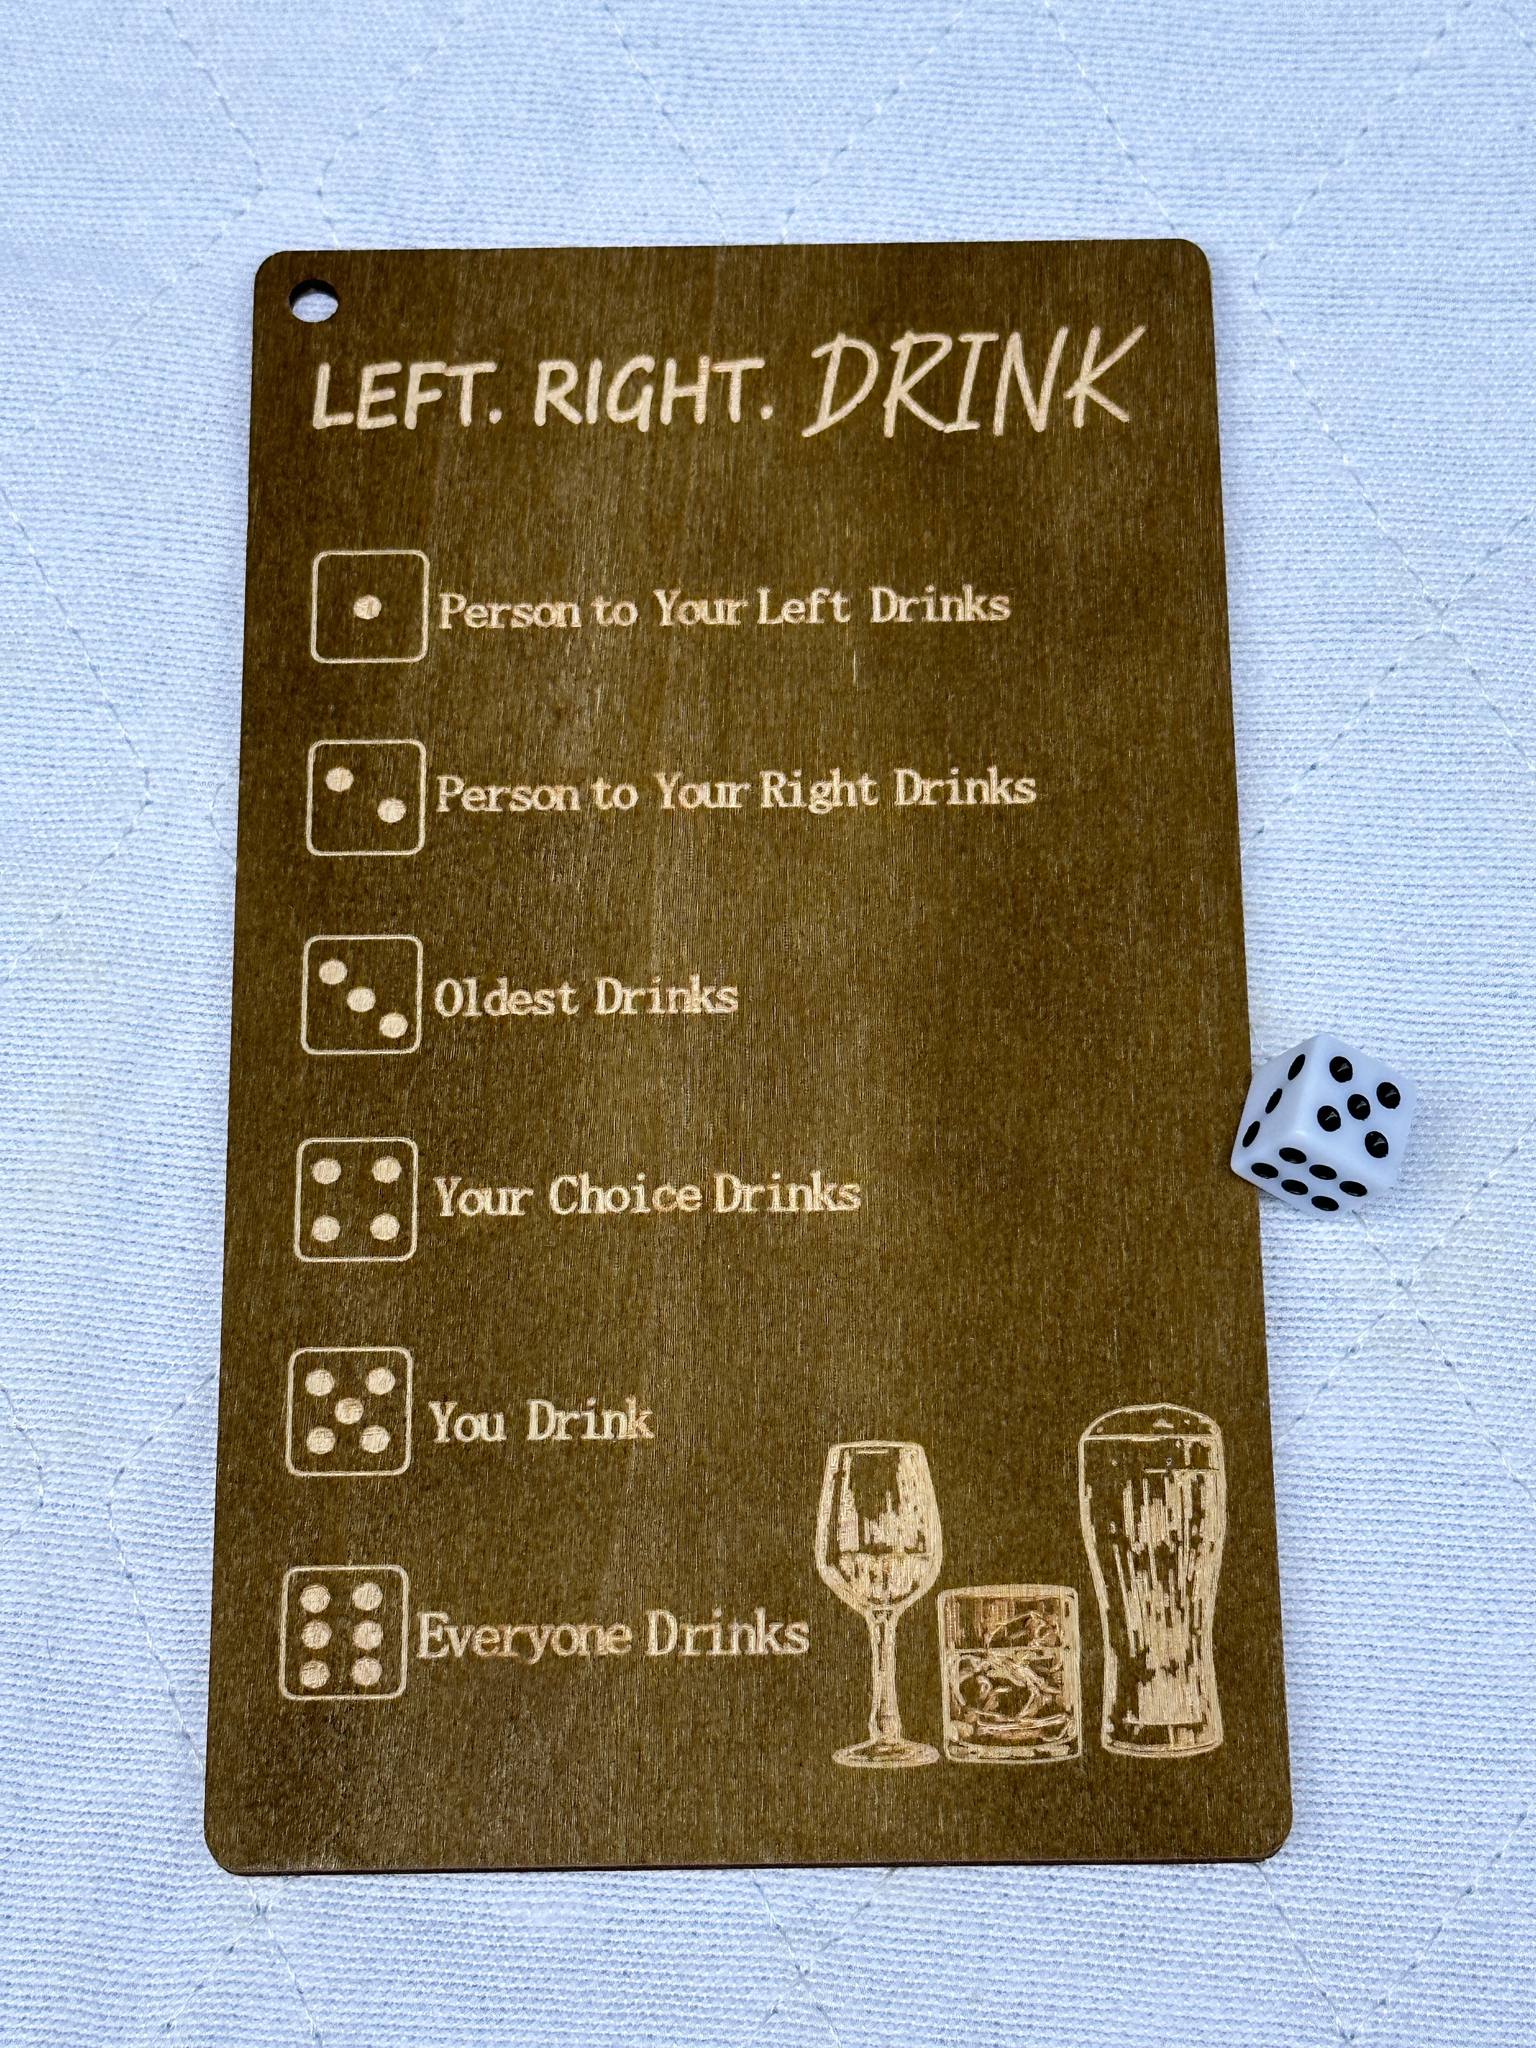 LEFT. RIGHT. DRINK
Person to Your Left Drinks
Person to Your Right Drinks
Oldest Drinks
Your Choice Drinks
You Drink
Everyone Drinks